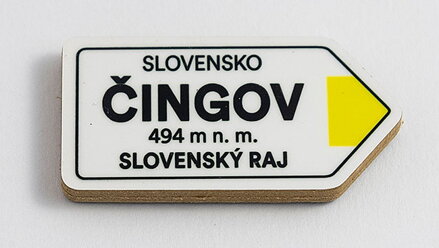 SLOVENSKO
ČINGOV
494 m n. m.
SLOVENSKÝ RAJ